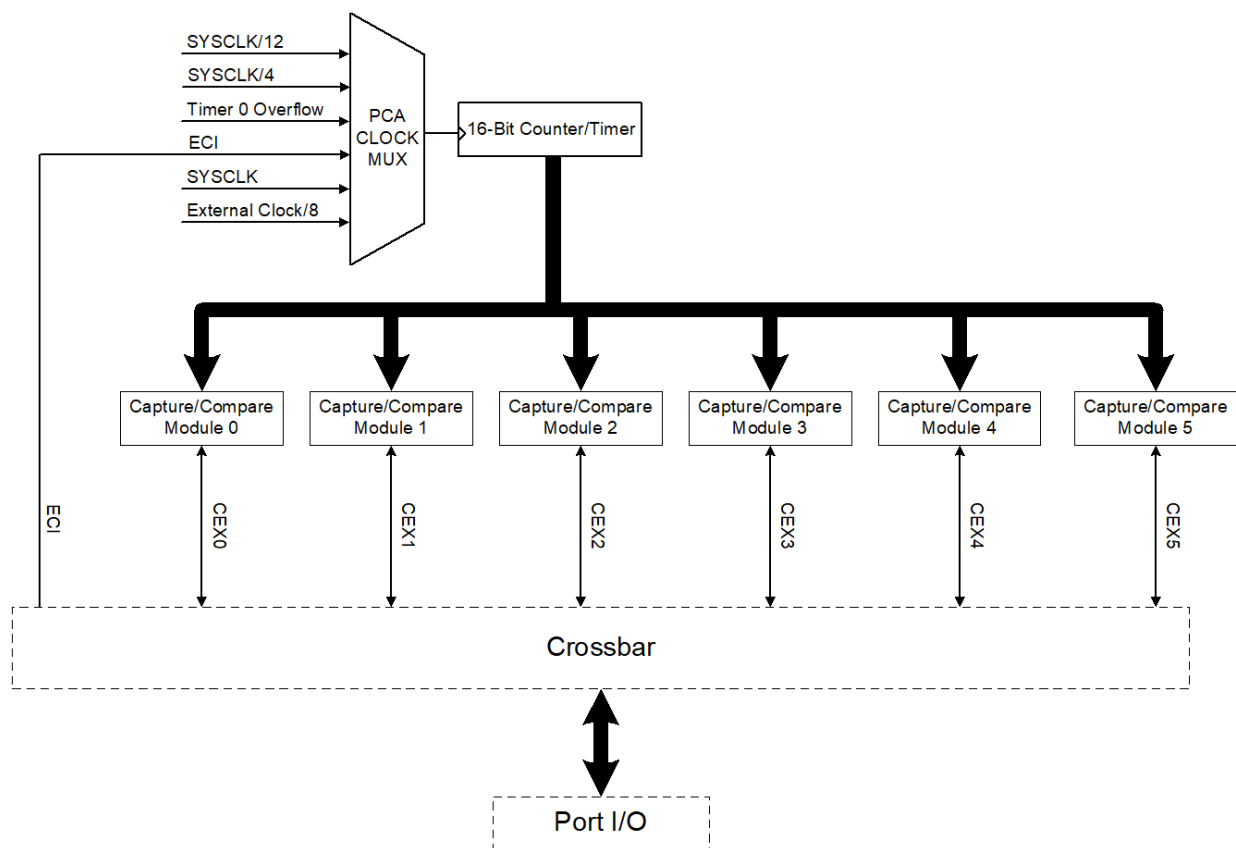 SYSCLK/12
SYSCLK/4
Timer 0 Overflow
ECI
SYSCLK
External Clock/8
PCA
CLOCK
MUX
16-Bit Counter/Timer
Capture/Compare
Module 0
Capture/Compare
Module 1
Capture/Compare
Module 2
Capture/Compare
Module 3
Capture/Compare
Module 4
Capture/Compare
Module 5
ECI
CEX0
CEX1
CEX2
CEX3
CEX4
CEX5
Crossbar
Port I/O